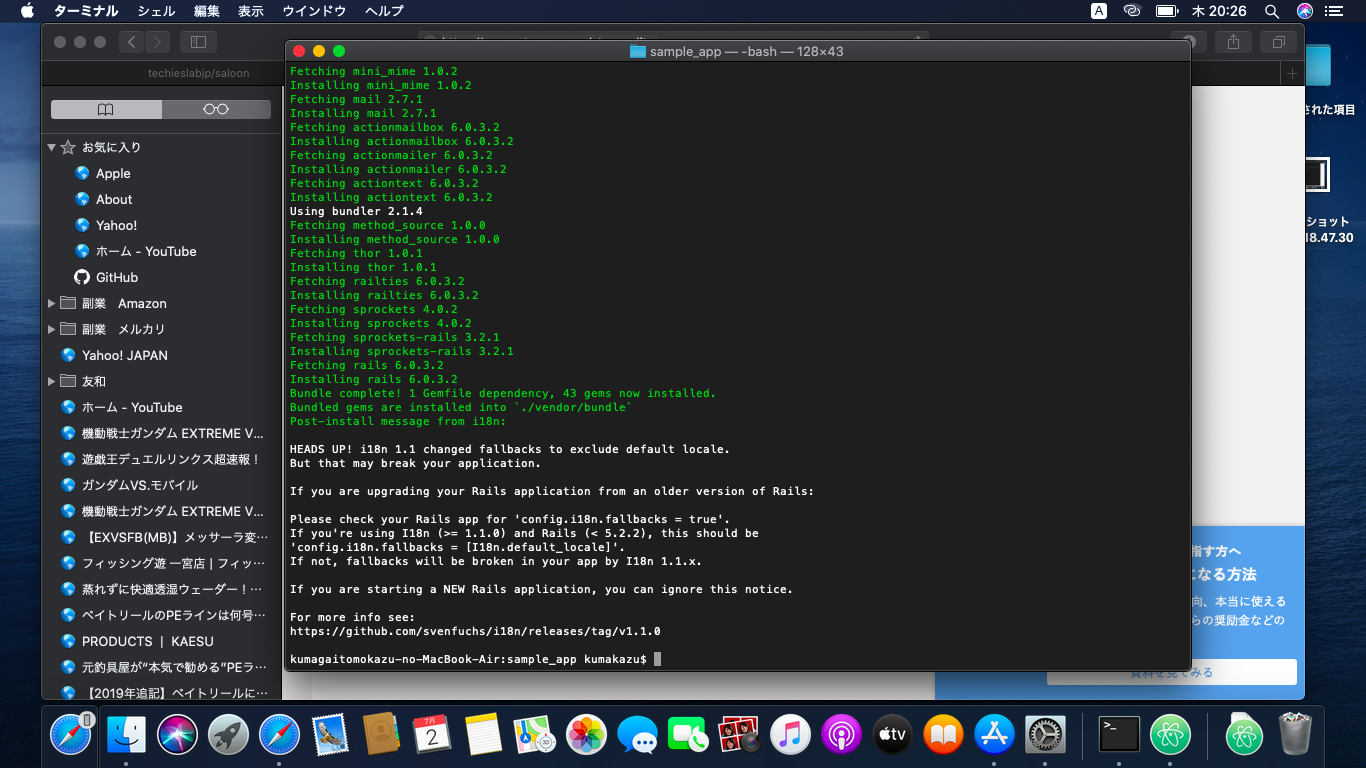 ターミナル シェル 編集 表示 ウインドウ ヘルプ
A 木 20:26
techieslabjp/saloon
お気に入り
Apple
About
Yahoo!
ホーム - YouTube
GitHub
副業 Amazon
副業 メルカリ
Yahoo! JAPAN
友和
ホーム - YouTube
機動戦士ガンダム EXTREME V...
遊戯王デュエルリンクス超速報！
ガンダムVS.モバイル
機動戦士ガンダム EXTREME V...
【EXVSFB(MB)】メッサーラ変…
フィッシング遊 一宮店 | フィッ…
蒸れずに快適透湿ウェーダー！…
ベイトリールのPEラインは何号…
PRODUCTS | KAESU
元釣具屋が“本気で勧める”PEラ…
【2019年追記】ベイトリールに…
sample_app — -bash — 128×43
Fetching mini_mime 1.0.2
Installing mini_mime 1.0.2
Fetching mail 2.7.1
Installing mail 2.7.1
Fetching actionmailbox 6.0.3.2
Installing actionmailbox 6.0.3.2
Fetching actionmailer 6.0.3.2
Installing actionmailer 6.0.3.2
Fetching actiontext 6.0.3.2
Installing actiontext 6.0.3.2
Using bundler 2.1.4
Fetching method_source 1.0.0
Installing method_source 1.0.0
Fetching thor 1.0.1
Installing thor 1.0.1
Fetching railties 6.0.3.2
Installing railties 6.0.3.2
Fetching sprockets 4.0.2
Installing sprockets 4.0.2
Fetching sprockets-rails 3.2.1
Installing sprockets-rails 3.2.1
Fetching rails 6.0.3.2
Installing rails 6.0.3.2
Bundle complete! 1 Gemfile dependency, 43 gems now installed.
Bundled gems are installed into `./vendor/bundle`
Post-install message from i18n:
HEADS UP! i18n 1.1 changed fallbacks to exclude default locale.
But that may break your application.
If you are upgrading your Rails application from an older version of Rails:
Please check your Rails app for 'config.i18n.fallbacks = true'.
If you're using I18n (>= 1.1.0) and Rails (< 5.2.2), this should be
'config.i18n.fallbacks = [I18n.default_locale]'.
If not, fallbacks will be broken in your app by I18n 1.1.x.
If you are starting a NEW Rails application, you can ignore this notice.
For more info see:
https://github.com/svenfuchs/i18n/releases/tag/v1.1.0
kumagaitomokazu-no-MacBook-Air:sample_app kumakazu$
された項目
ショット
18.47.30
指す方へ
になる方法
向、本当に使える
らの奨励金などの
資料を見てみる
7月
2
tv
>_